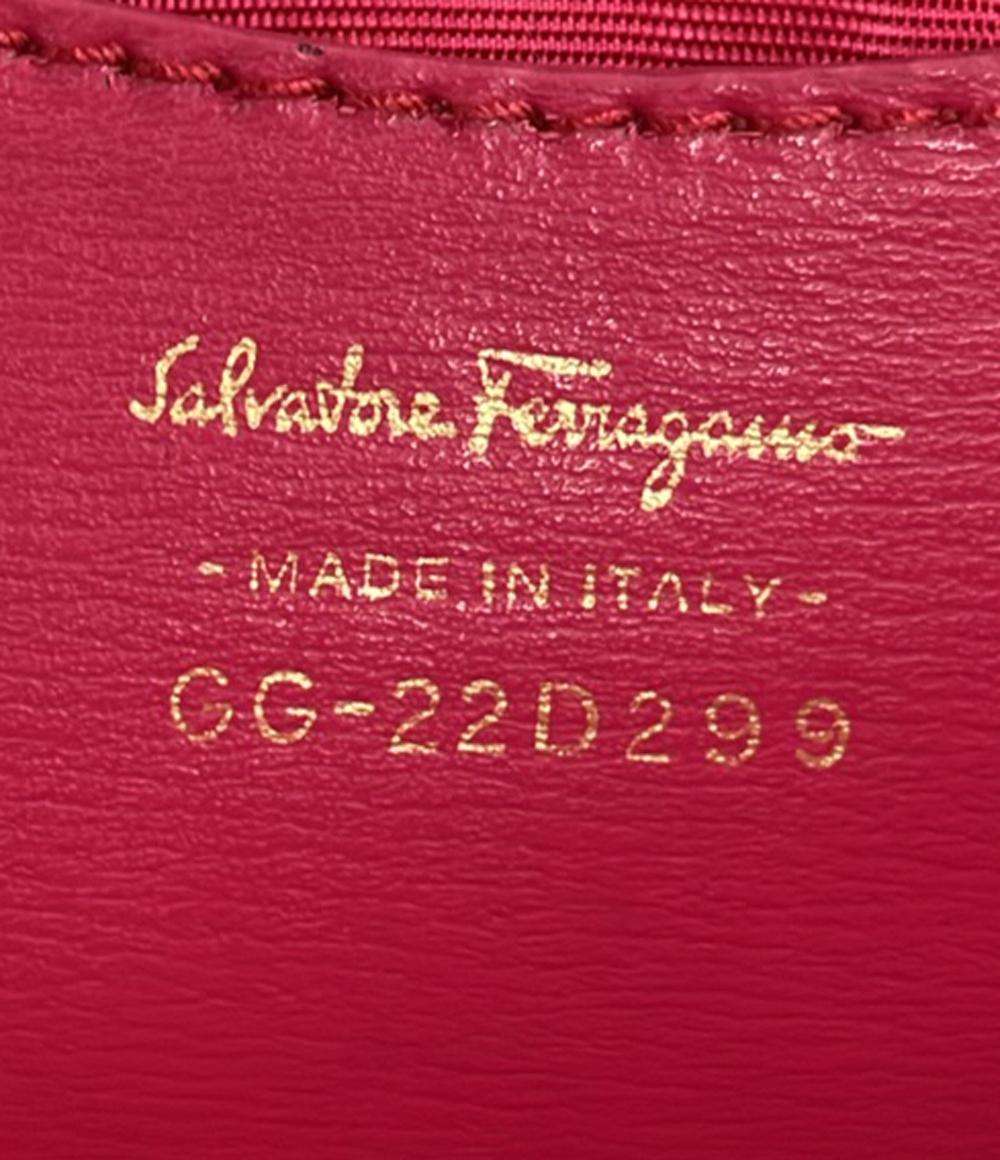 Salvatore Ferragamo
- MADE IN ITALY -
GG-22D299